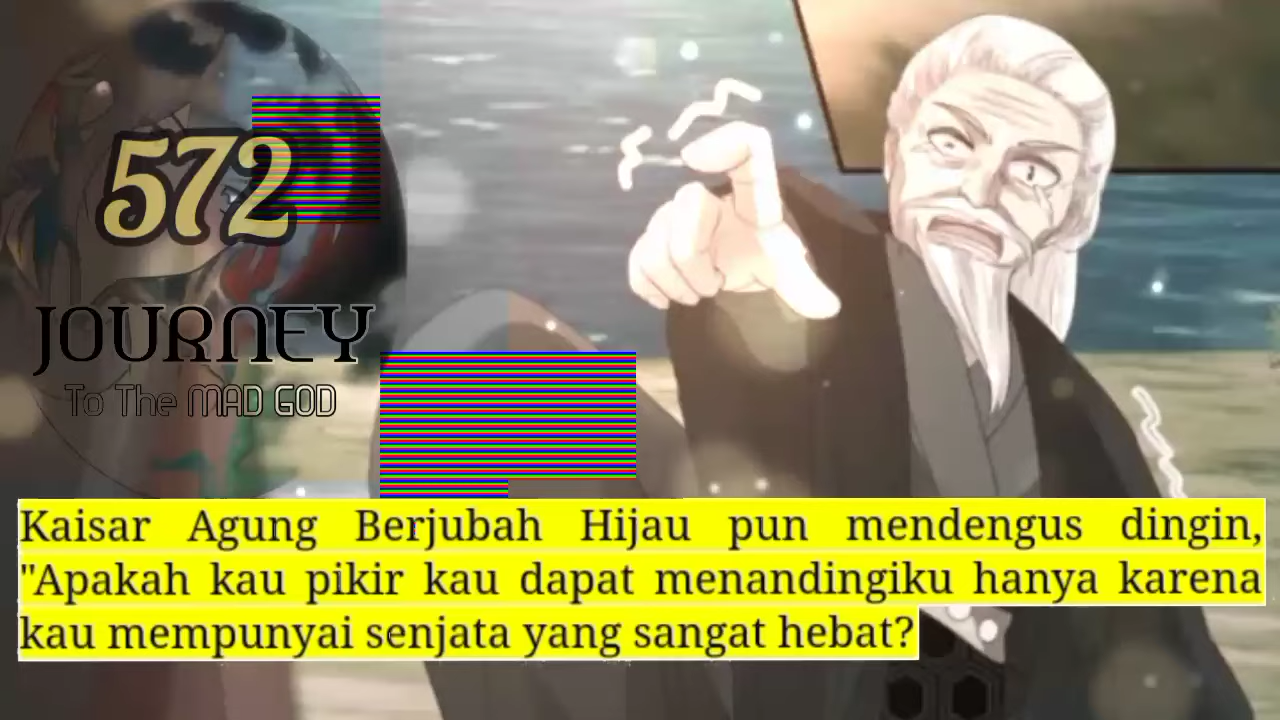 572
JOURNEY
To The MAD GOD
Kaisar Agung Berjubah Hijau pun mendengus dingin,
"Apakah kau pikir kau dapat menandingiku hanya karena
kau mempunyai senjata yang sangat hebat?